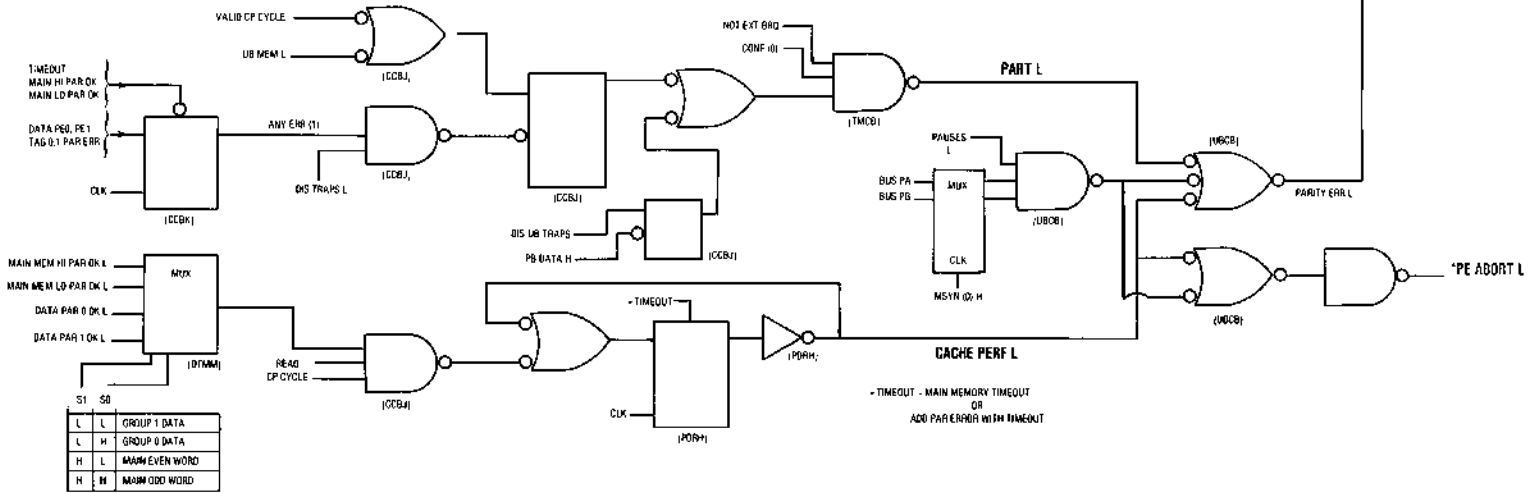 VALID CP CYCLE
UB MEM L
(CCBJ)
TIMEOUT
MAIN HI PAR OK
MAIN LO PAR OK
DATA PE0, PE1
TAG 0,1 PAR ERR
CLK
(CCBK)
ANY ERR (1)
DIS TRAPS L
(CCBJ)
(CCBJ)
DIS UB TRAPS
PB DATA H
(CCBJ)
NOT EXT BRQ
CONF (0)
(TMCB)
PART L
PAUSES
L
BUS PA
BUS PB
MUX
CLK
MSYN (0) H
(UBCB)
(UBCB)
PARITY ERR L
(UBCB)
*PE ABORT L
MAIN MEM HI PAR OK L
MAIN MEM LO PAR OK L
DATA PAR 0 OK L
DATA PAR 1 OK L
MUX
(DTMM)
S1 S0
L L GROUP 1 DATA
L H GROUP 0 DATA
H L MAIN EVEN WORD
H H MAIN ODD WORD
READ
CP CYCLE
(CCBJ)
- TIMEOUT
CLK
(PDRH)
(PDRH)
CACHE PERF L
- TIMEOUT - MAIN MEMORY TIMEOUT
OR
ADD PAR ERROR WITH TIMEOUT